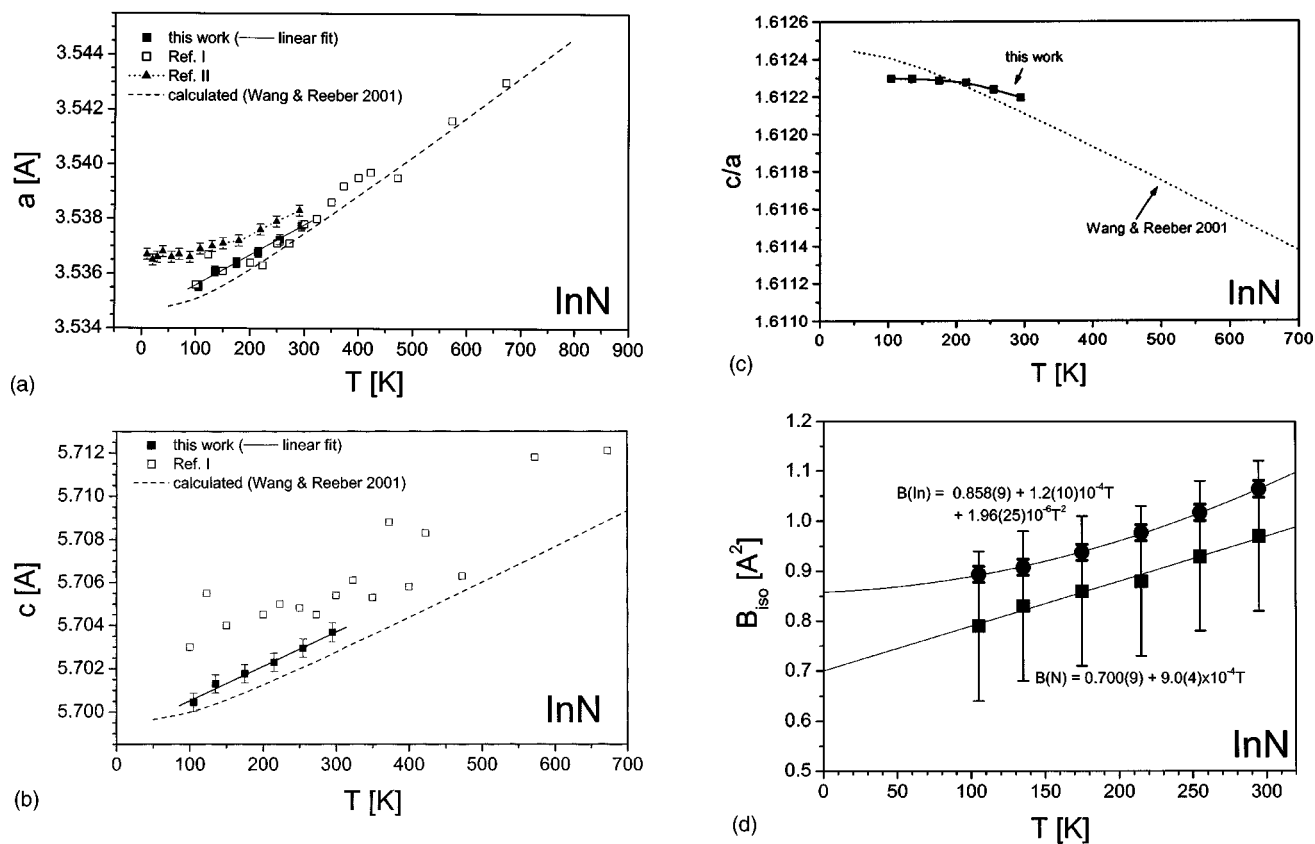 3.544
3.542
3.540
3.538
3.536
3.534
a [A]
this work (—— linear fit)
Ref. I
Ref. II
calculated (Wang & Reeber 2001)
InN
0 100 200 300 400 500 600 700 800 900
T [K]
(a)
1.6126
1.6124
1.6122
1.6120
1.6118
1.6116
1.6114
1.6112
1.6110
c/a
this work
Wang & Reeber 2001
InN
0 100 200 300 400 500 600 700
T [K]
(c)
5.712
5.710
5.708
5.706
5.704
5.702
5.700
c [A]
this work (—— linear fit)
Ref. I
calculated (Wang & Reeber 2001)
InN
0 100 200 300 400 500 600 700
T [K]
(b)
1.2
1.1
1.0
0.9
0.8
0.7
0.6
0.5
B_iso [A²]
B(In) = 0.858(9) + 1.2(10)10⁻⁴T
+ 1.96(25)10⁻⁶T²
B(N) = 0.700(9) + 9.0(4)x10⁻⁴T
InN
0 50 100 150 200 250 300
T [K]
(d)